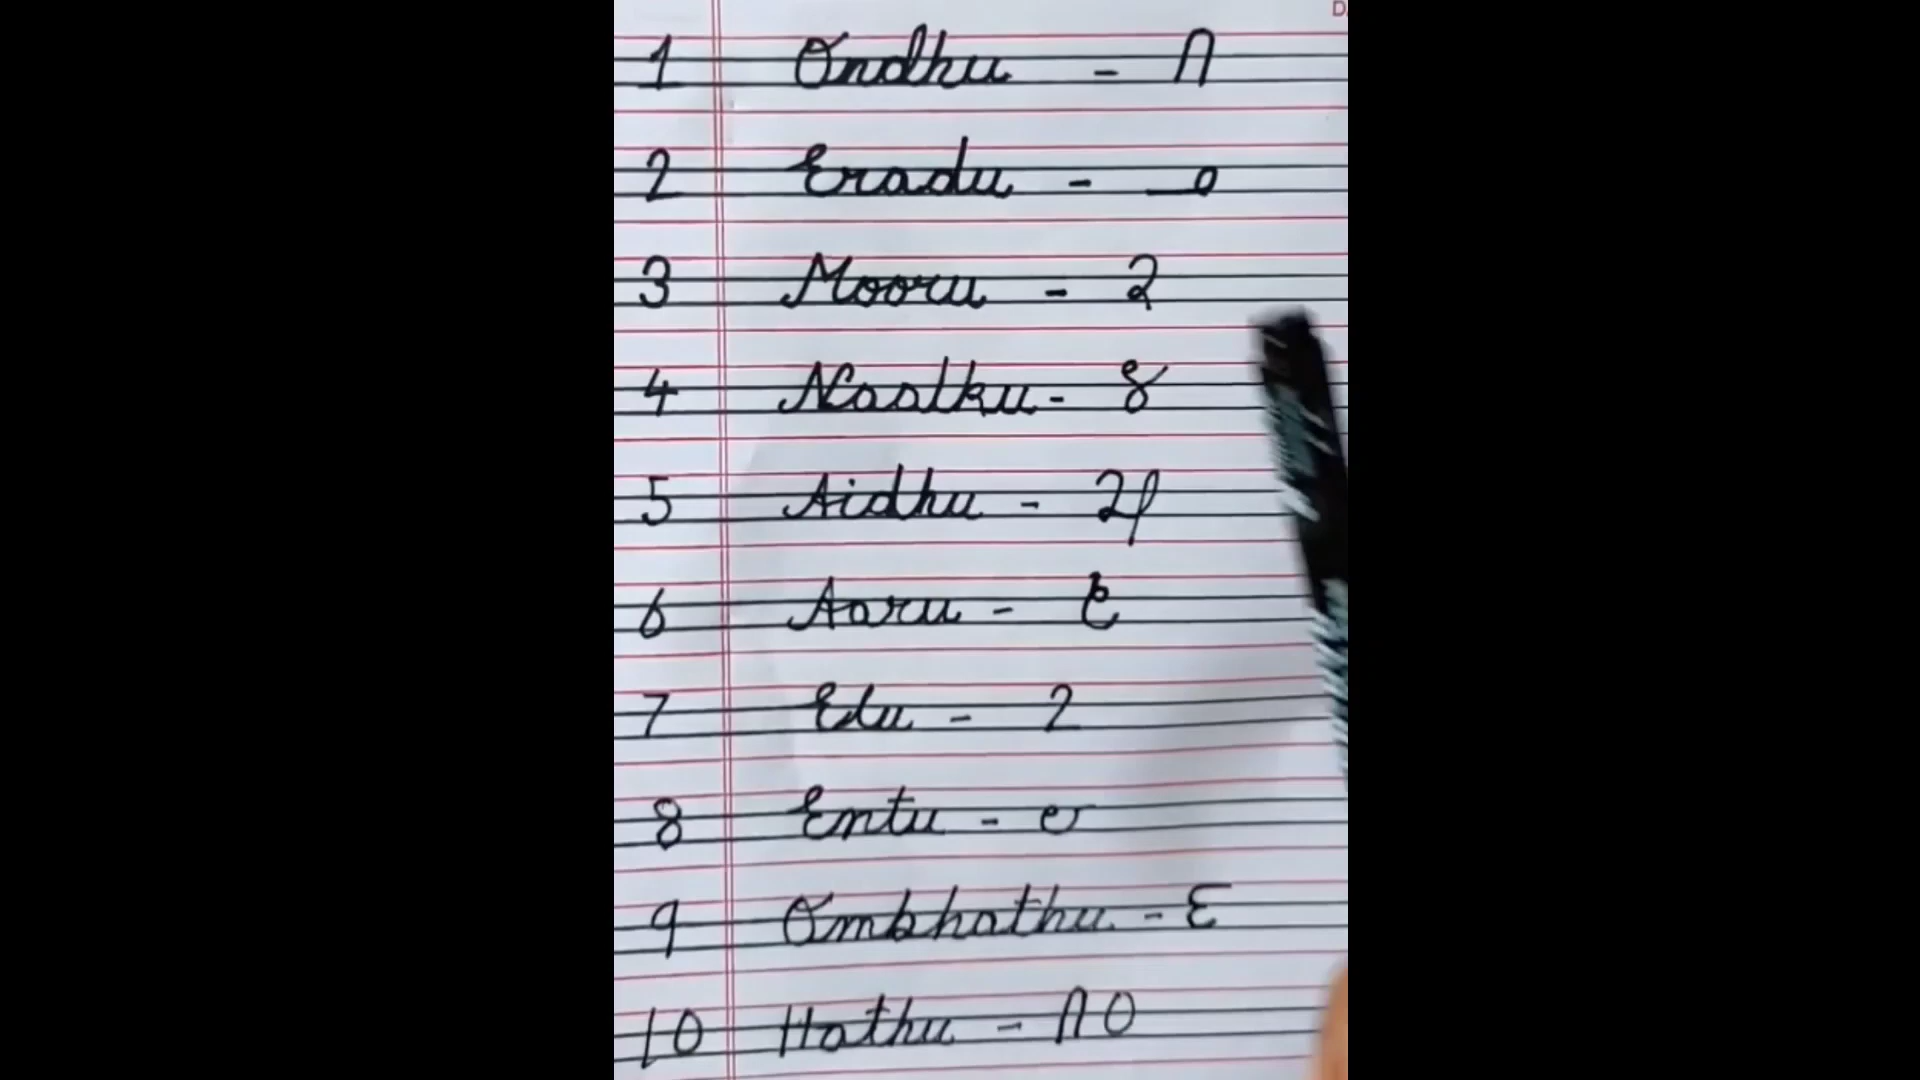 1 Ondhu - ೧
2 Eradu - ೨
3 Mooru - ೩
4 Naalku - ೪
5 Aidhu - ೫
6 Aaru - ೬
7 Elu - ೭
8 Entu - ೮
9 Ombhathu - ೯
10 Hathu - ೧೦